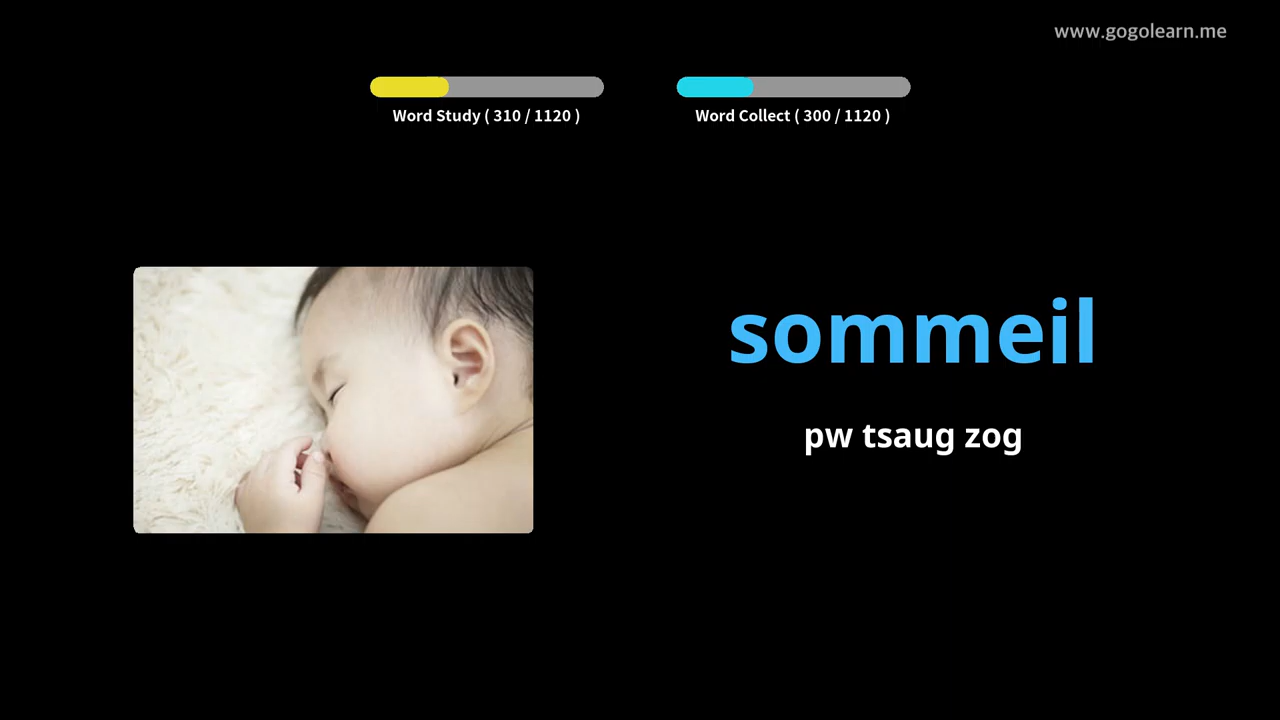 www.gogolearn.me
Word Study ( 310 / 1120 )
Word Collect ( 300 / 1120 )
sommeil
pw tsaug zog